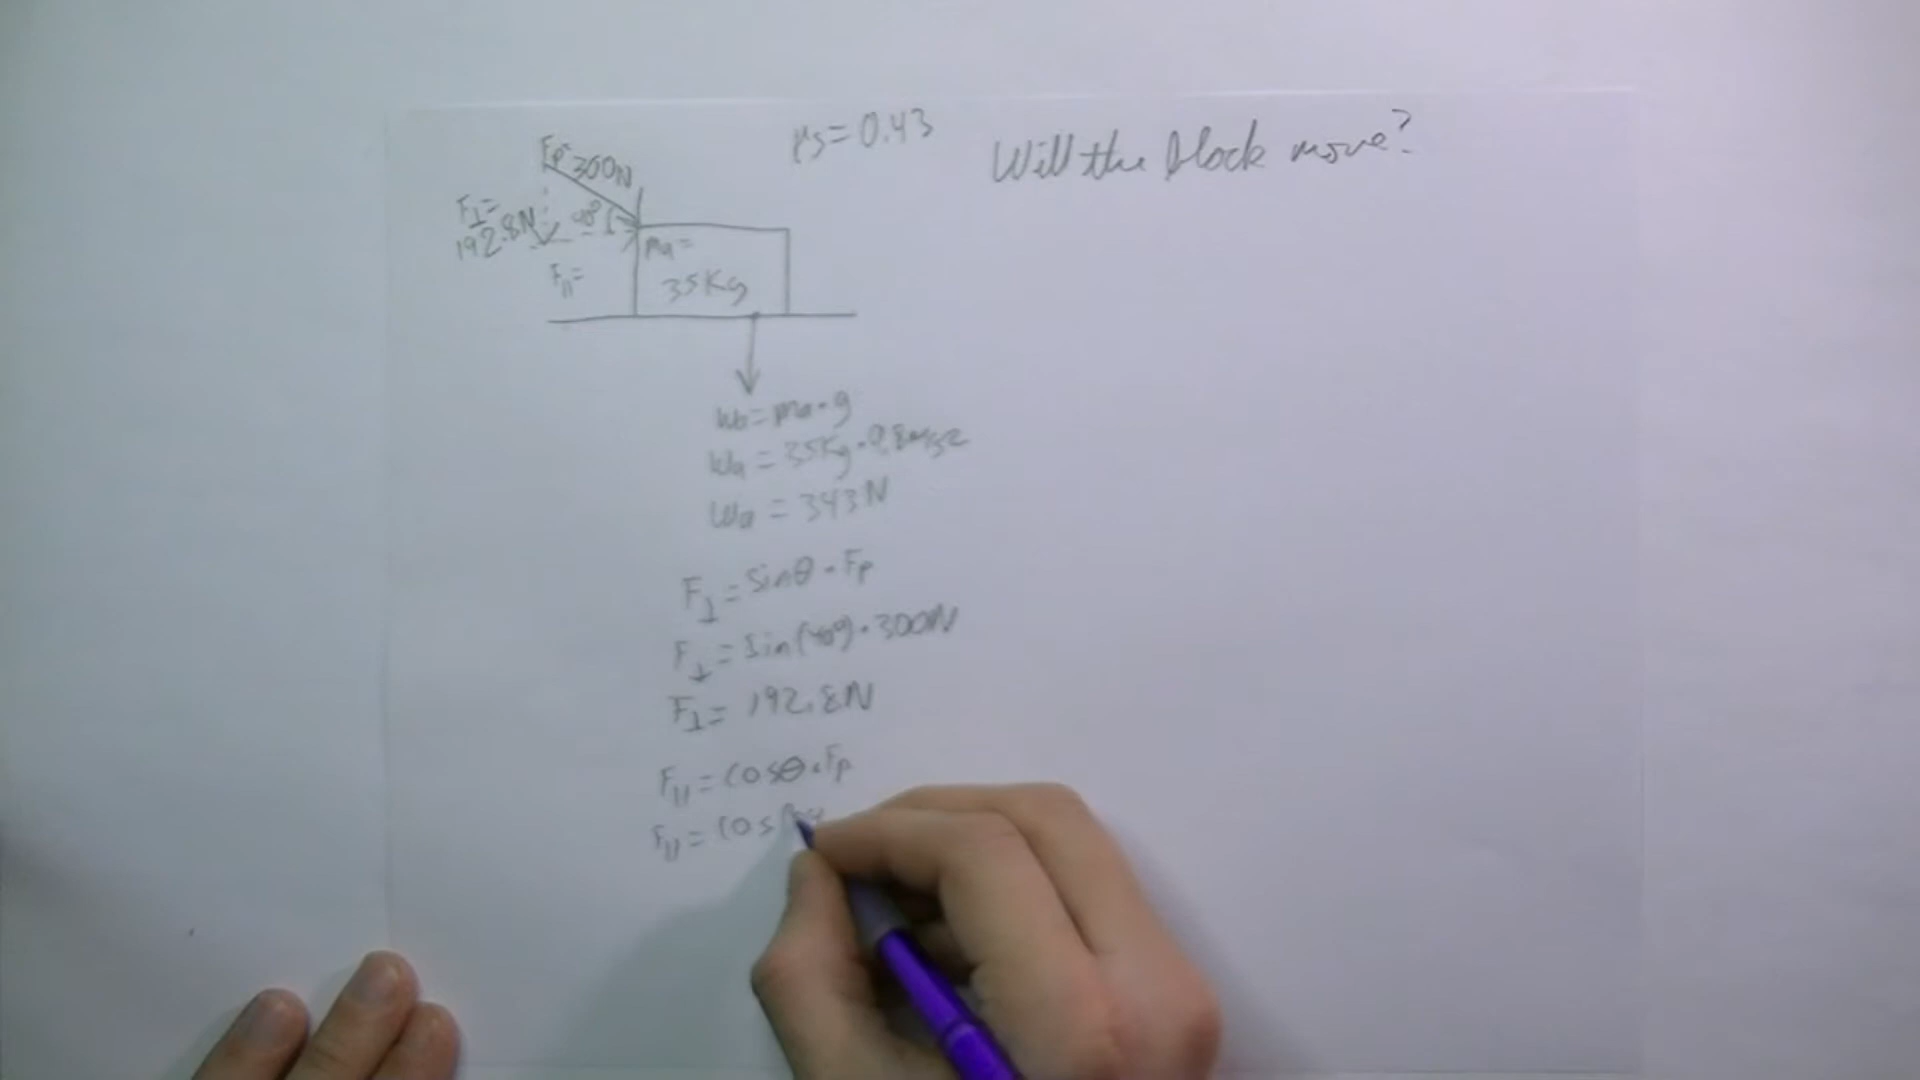 μs = 0.43
Will the block move?
Fp= 300N
F⊥=
192.8N
40°
F||=
ma=
35Kg
Wa = ma · g
Wa = 35Kg · 9.8m/s2
Wa = 343N
F⊥ = Sinθ · Fp
F⊥ = Sin(40°) · 300N
F⊥ = 192.8N
F|| = Cosθ · Fp
F|| = Cos